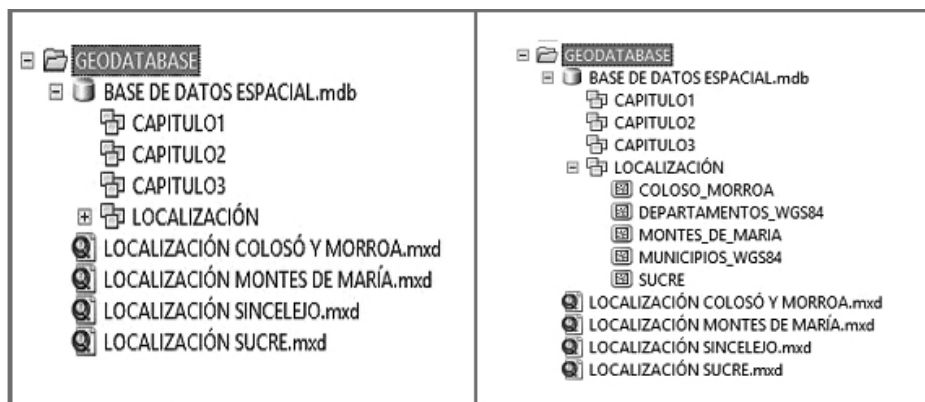 GEODATABASE
BASE DE DATOS ESPACIAL.mdb
CAPITULO1
CAPITULO2
CAPITULO3
LOCALIZACIÓN
LOCALIZACIÓN COLOSÓ Y MORROA.mxd
LOCALIZACIÓN MONTES DE MARÍA.mxd
LOCALIZACIÓN SINCELEJO.mxd
LOCALIZACIÓN SUCRE.mxd
GEODATABASE
BASE DE DATOS ESPACIAL.mdb
CAPITULO1
CAPITULO2
CAPITULO3
LOCALIZACIÓN
COLOSO_MORROA
DEPARTAMENTOS_WGS84
MONTES_DE_MARIA
MUNICIPIOS_WGS84
SUCRE
LOCALIZACIÓN COLOSÓ Y MORROA.mxd
LOCALIZACIÓN MONTES DE MARÍA.mxd
LOCALIZACIÓN SINCELEJO.mxd
LOCALIZACIÓN SUCRE.mxd